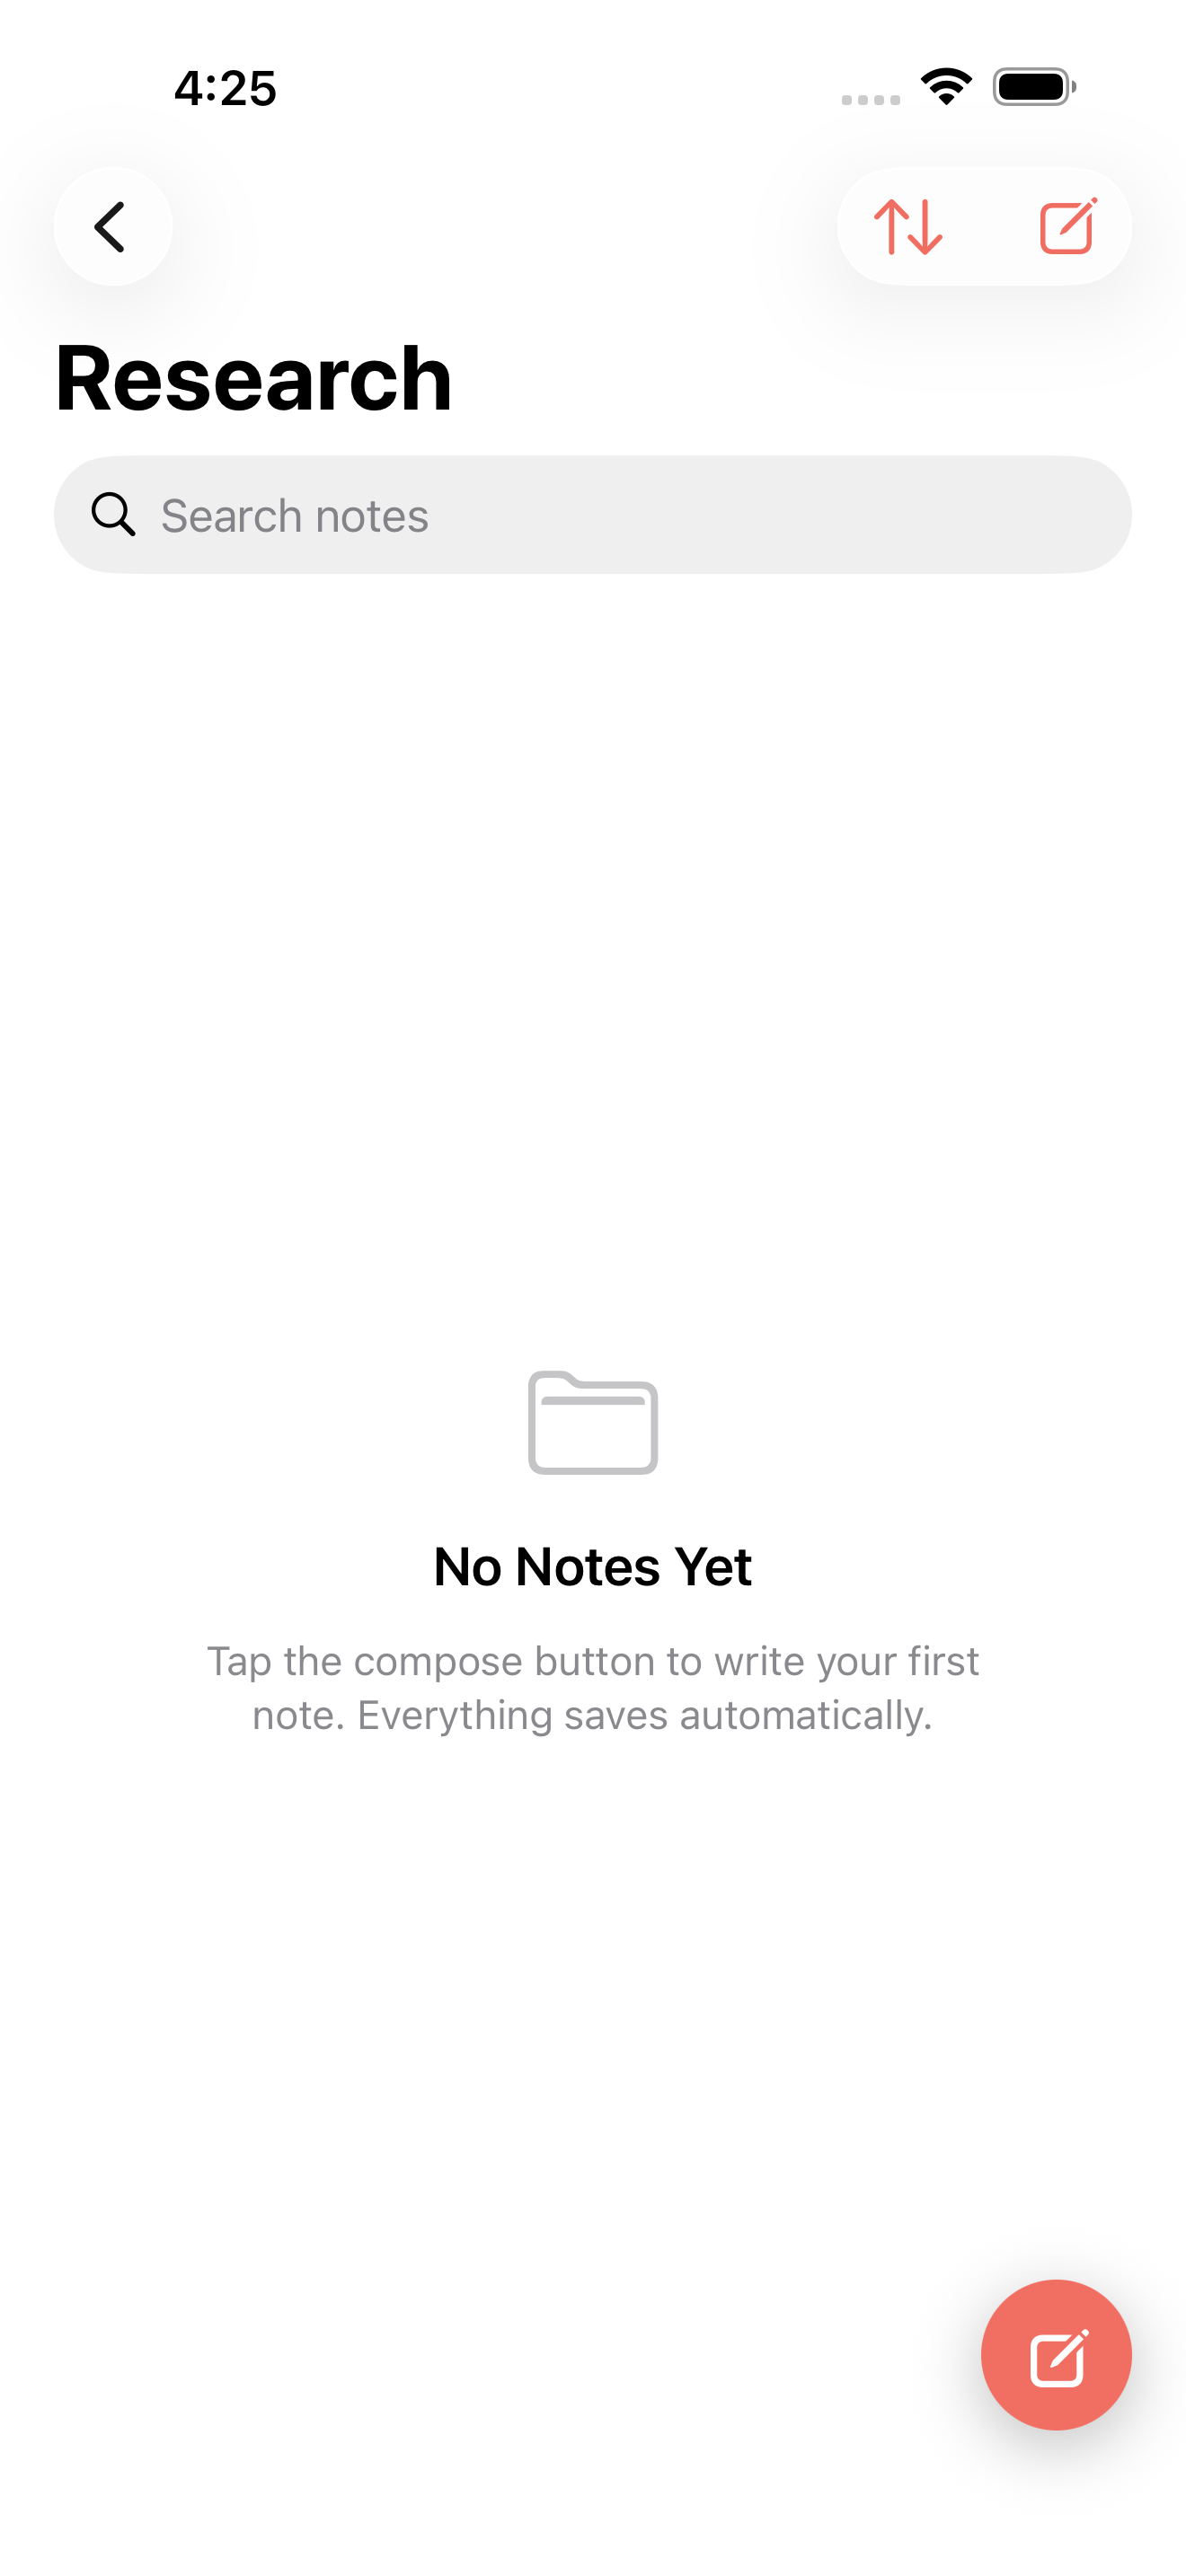 4:25
Research
Search notes
No Notes Yet
Tap the compose button to write your first
note. Everything saves automatically.